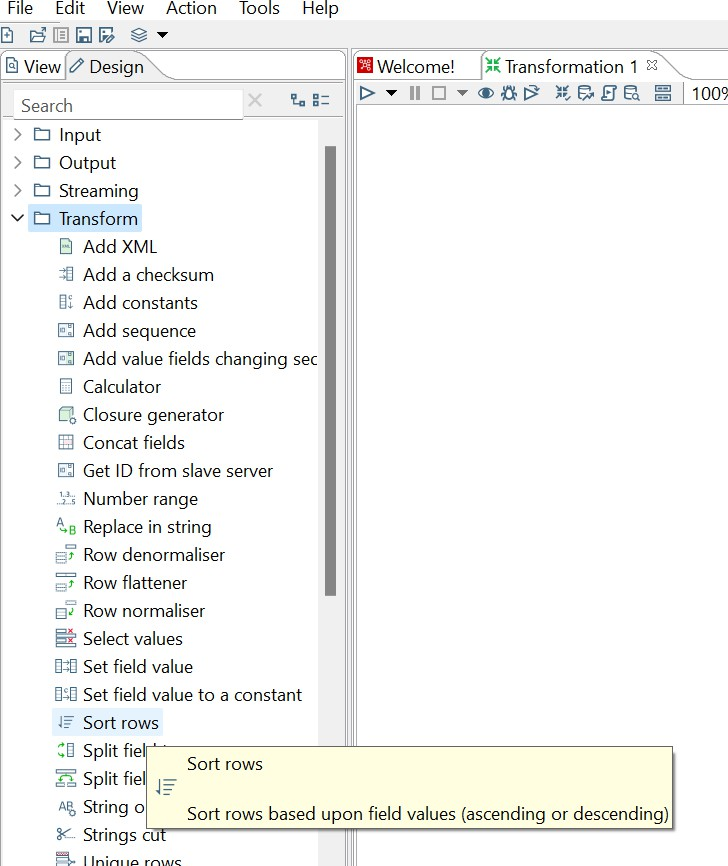 File Edit View Action Tools Help
View Design
Welcome! Transformation 1
Search
100%
Input
Output
Streaming
Transform
Add XML
Add a checksum
Add constants
Add sequence
Add value fields changing sec
Calculator
Closure generator
Concat fields
Get ID from slave server
Number range
Replace in string
Row denormaliser
Row flattener
Row normaliser
Select values
Set field value
Set field value to a constant
Sort rows
Split field
Sort rows
Split fiel
Sort rows based upon field values (ascending or descending)
String o
Strings cut
Unique rows